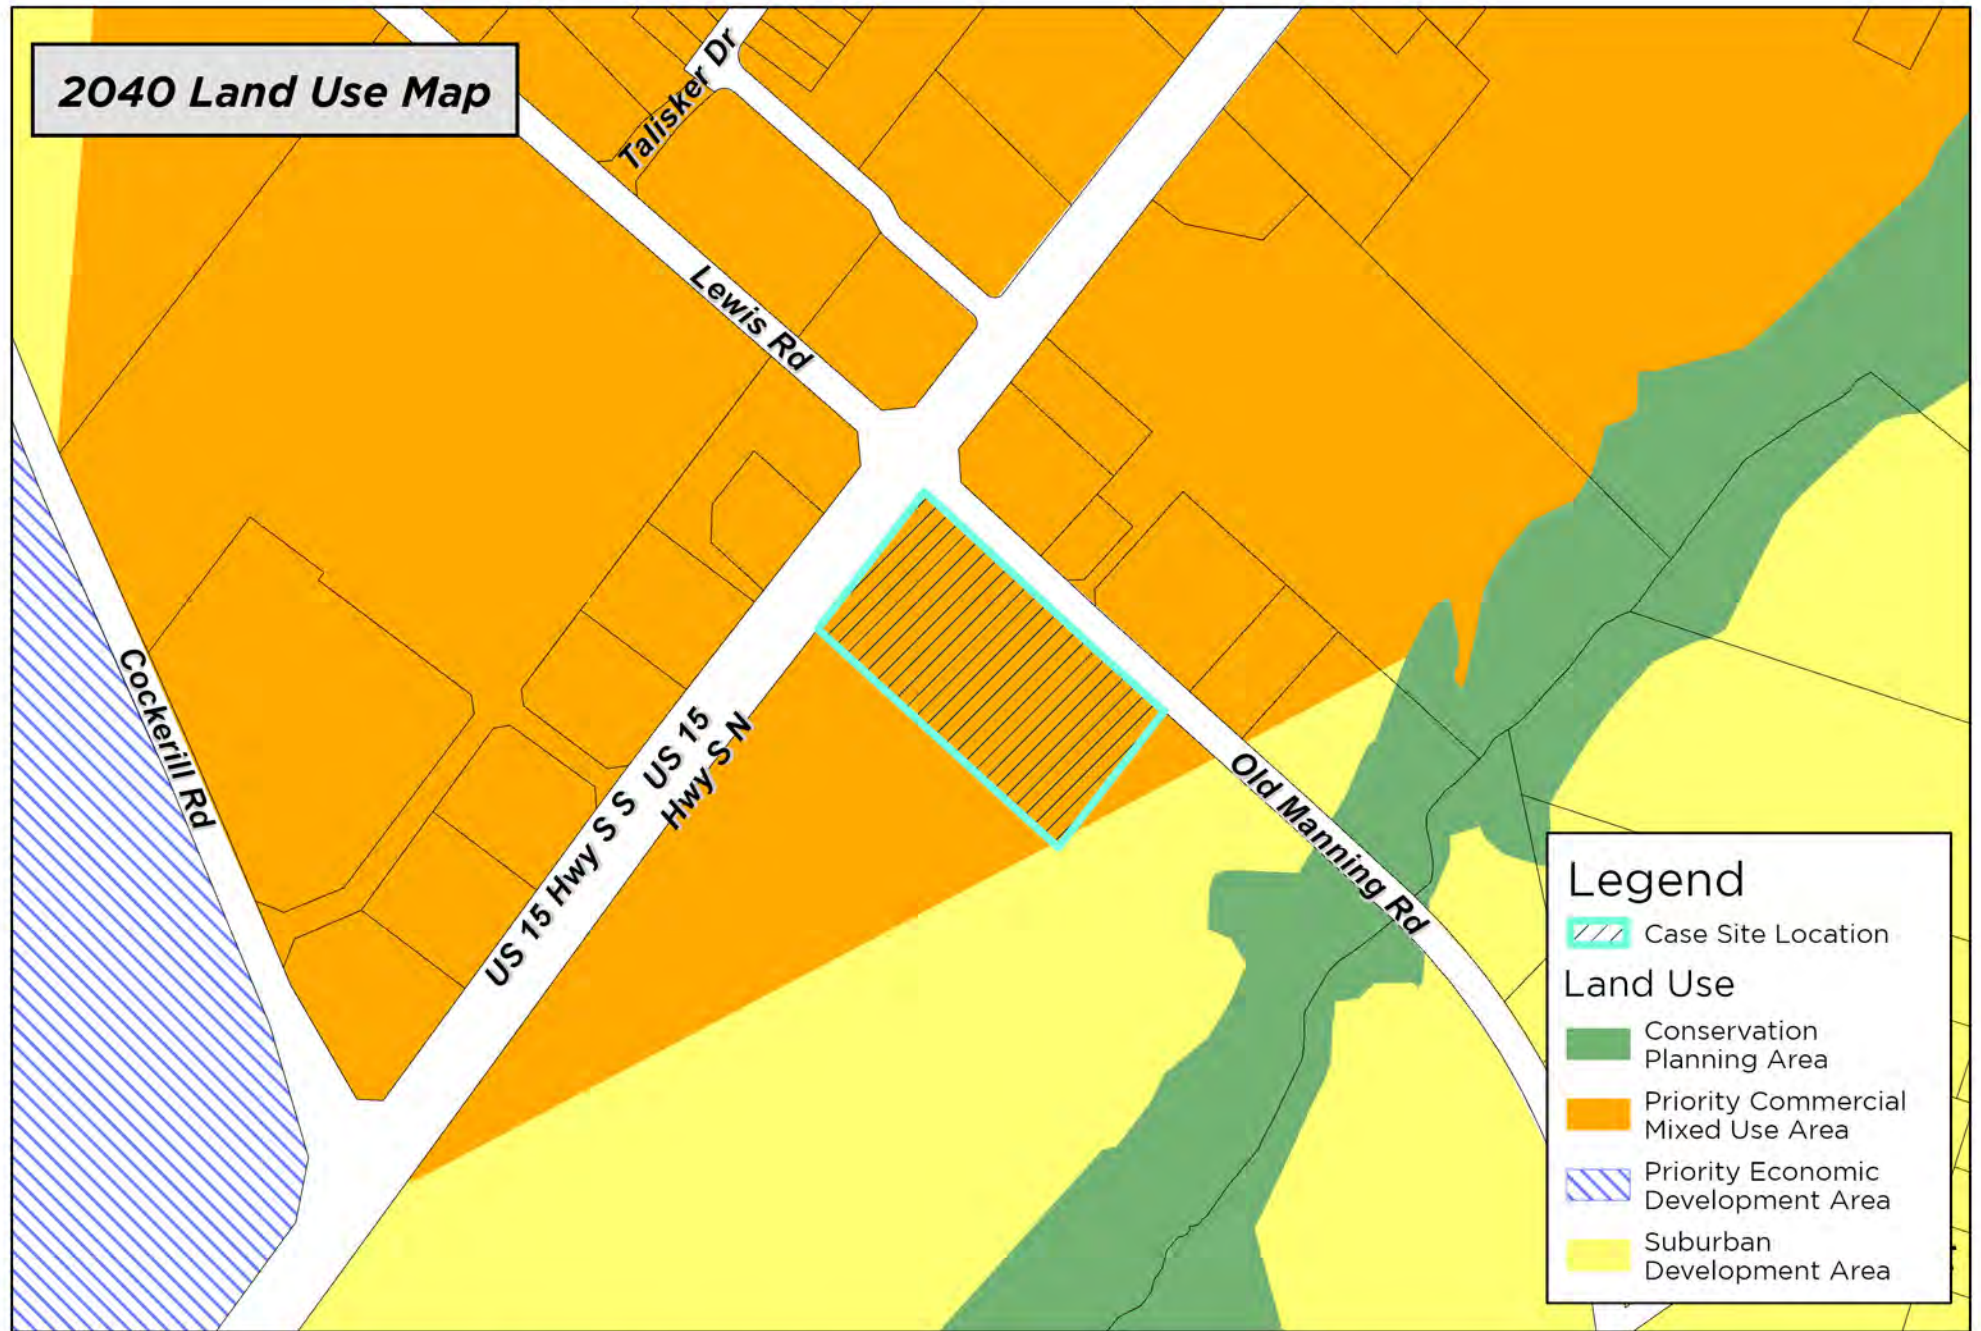 2040 Land Use Map
Talisker Dr
Lewis Rd
Cockerill Rd
US 15 Hwy S S
US 15
Hwy S N
Old Manning Rd
Legend
Case Site Location
Land Use
Conservation
Planning Area
Priority Commercial
Mixed Use Area
Priority Economic
Development Area
Suburban
Development Area